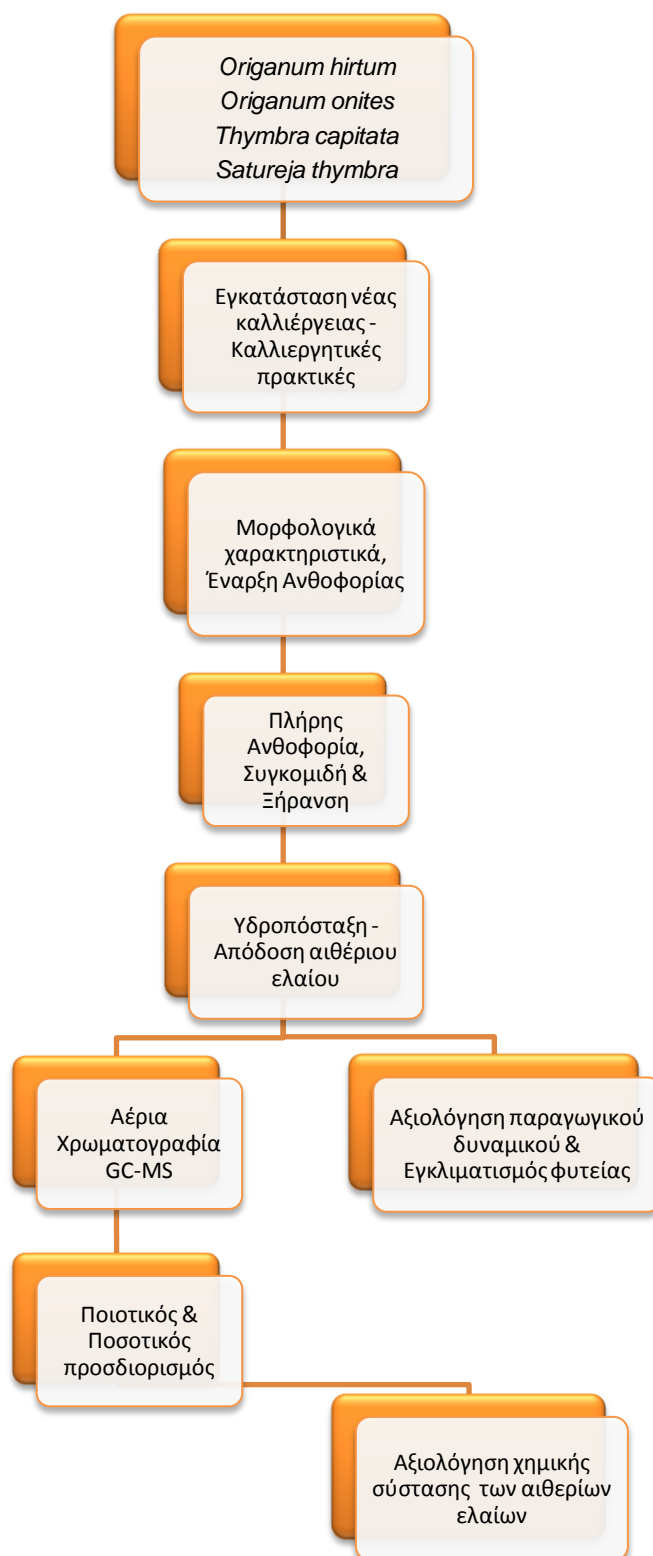 Origanum hirtum
Origanum onites
Thymbra capitata
Satureja thymbra
Εγκατάσταση νέας
καλλιέργειας -
Καλλιεργητικές
πρακτικές
Μορφολογικά
χαρακτηριστικά,
Έναρξη Ανθοφορίας
Πλήρης
Ανθοφορία,
Συγκομιδή &
Ξήρανση
Υδροπόσταξη -
Απόδοση αιθέριου
ελαίου
Αέρια
Χρωματογραφία
GC-MS
Αξιολόγηση παραγωγικού
δυναμικού &
Εγκλιματισμός φυτείας
Ποιοτικός &
Ποσοτικός
προσδιορισμός
Αξιολόγηση χημικής
σύστασης των αιθερίων
ελαίων